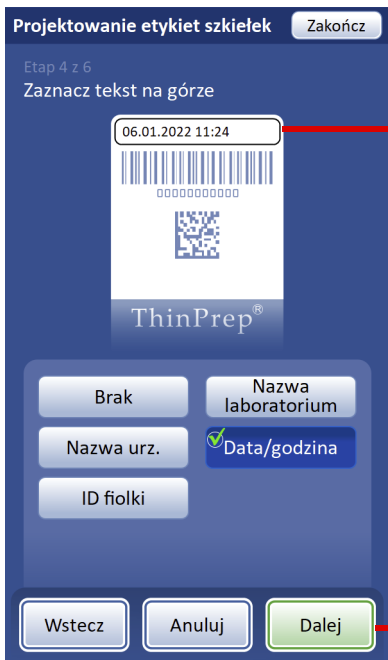 Projektowanie etykiet szkiełek
Zakończ
Etap 4 z 6
Zaznacz tekst na górze
06.01.2022 11:24
ThinPrep®
Brak
Nazwa
laboratorium
Nazwa urz.
Data/godzina
ID fiolki
Wstecz
Anuluj
Dalej